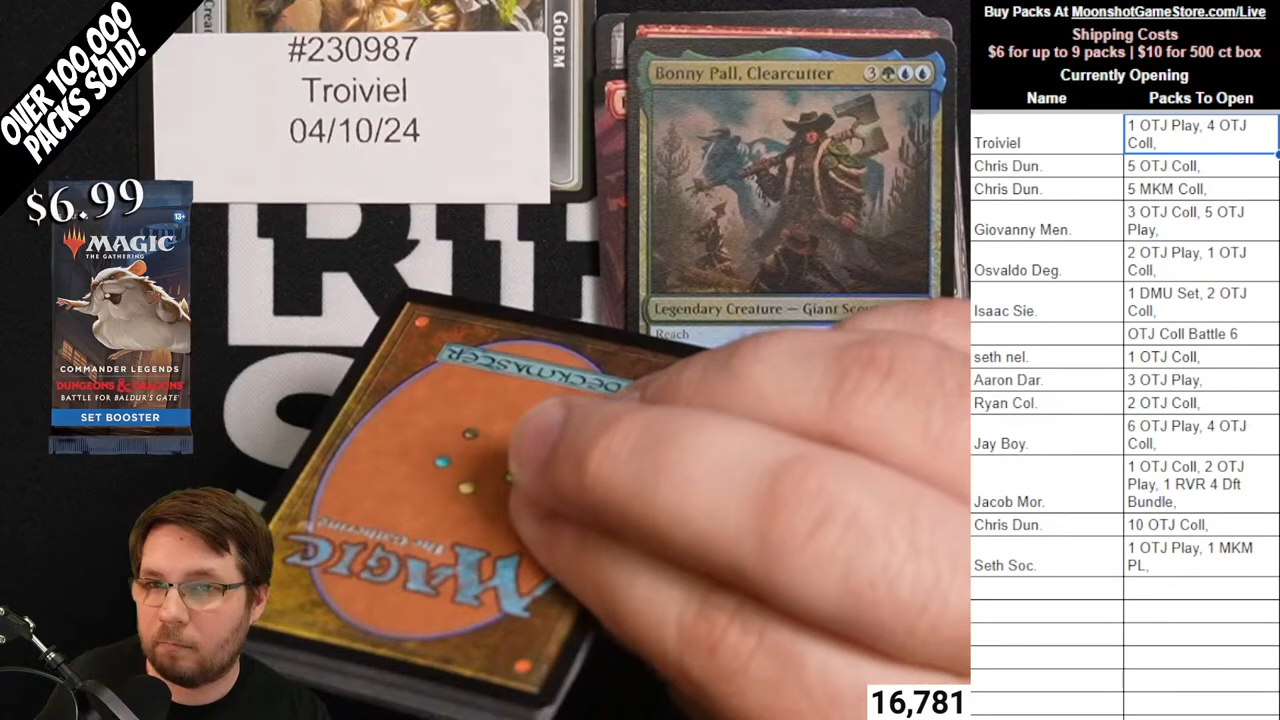 OVER 100,000
PACKS SOLD!
#230987
Troiviel
04/10/24
GOLEM
$6.99
13+
MAGIC
THE GATHERING
COMMANDER LEGENDS
DUNGEONS & DRAGONS
BATTLE FOR BALDUR'S GATE
SET BOOSTER
Bonny Pall, Clearcutter 3
Legendary Creature — Giant Scou
Reach
DECKMASTER
MAGIC
The Gathering
16,781
Buy Packs At MoonshotGameStore.com/Live
Shipping Costs
$6 for up to 9 packs | $10 for 500 ct box
Currently Opening
Name Packs To Open
Troiviel 1 OTJ Play, 4 OTJ
Coll,
Chris Dun. 5 OTJ Coll,
Chris Dun. 5 MKM Coll,
Giovanny Men. 3 OTJ Coll, 5 OTJ
Play,
Osvaldo Deg. 2 OTJ Play, 1 OTJ
Coll,
Isaac Sie. 1 DMU Set, 2 OTJ
Coll,
OTJ Coll Battle 6
seth nel. 1 OTJ Coll,
Aaron Dar. 3 OTJ Play,
Ryan Col. 2 OTJ Coll,
Jay Boy. 6 OTJ Play, 4 OTJ
Coll,
Jacob Mor. 1 OTJ Coll, 2 OTJ
Play, 1 RVR 4 Dft
Bundle,
Chris Dun. 10 OTJ Coll,
Seth Soc. 1 OTJ Play, 1 MKM
PL,